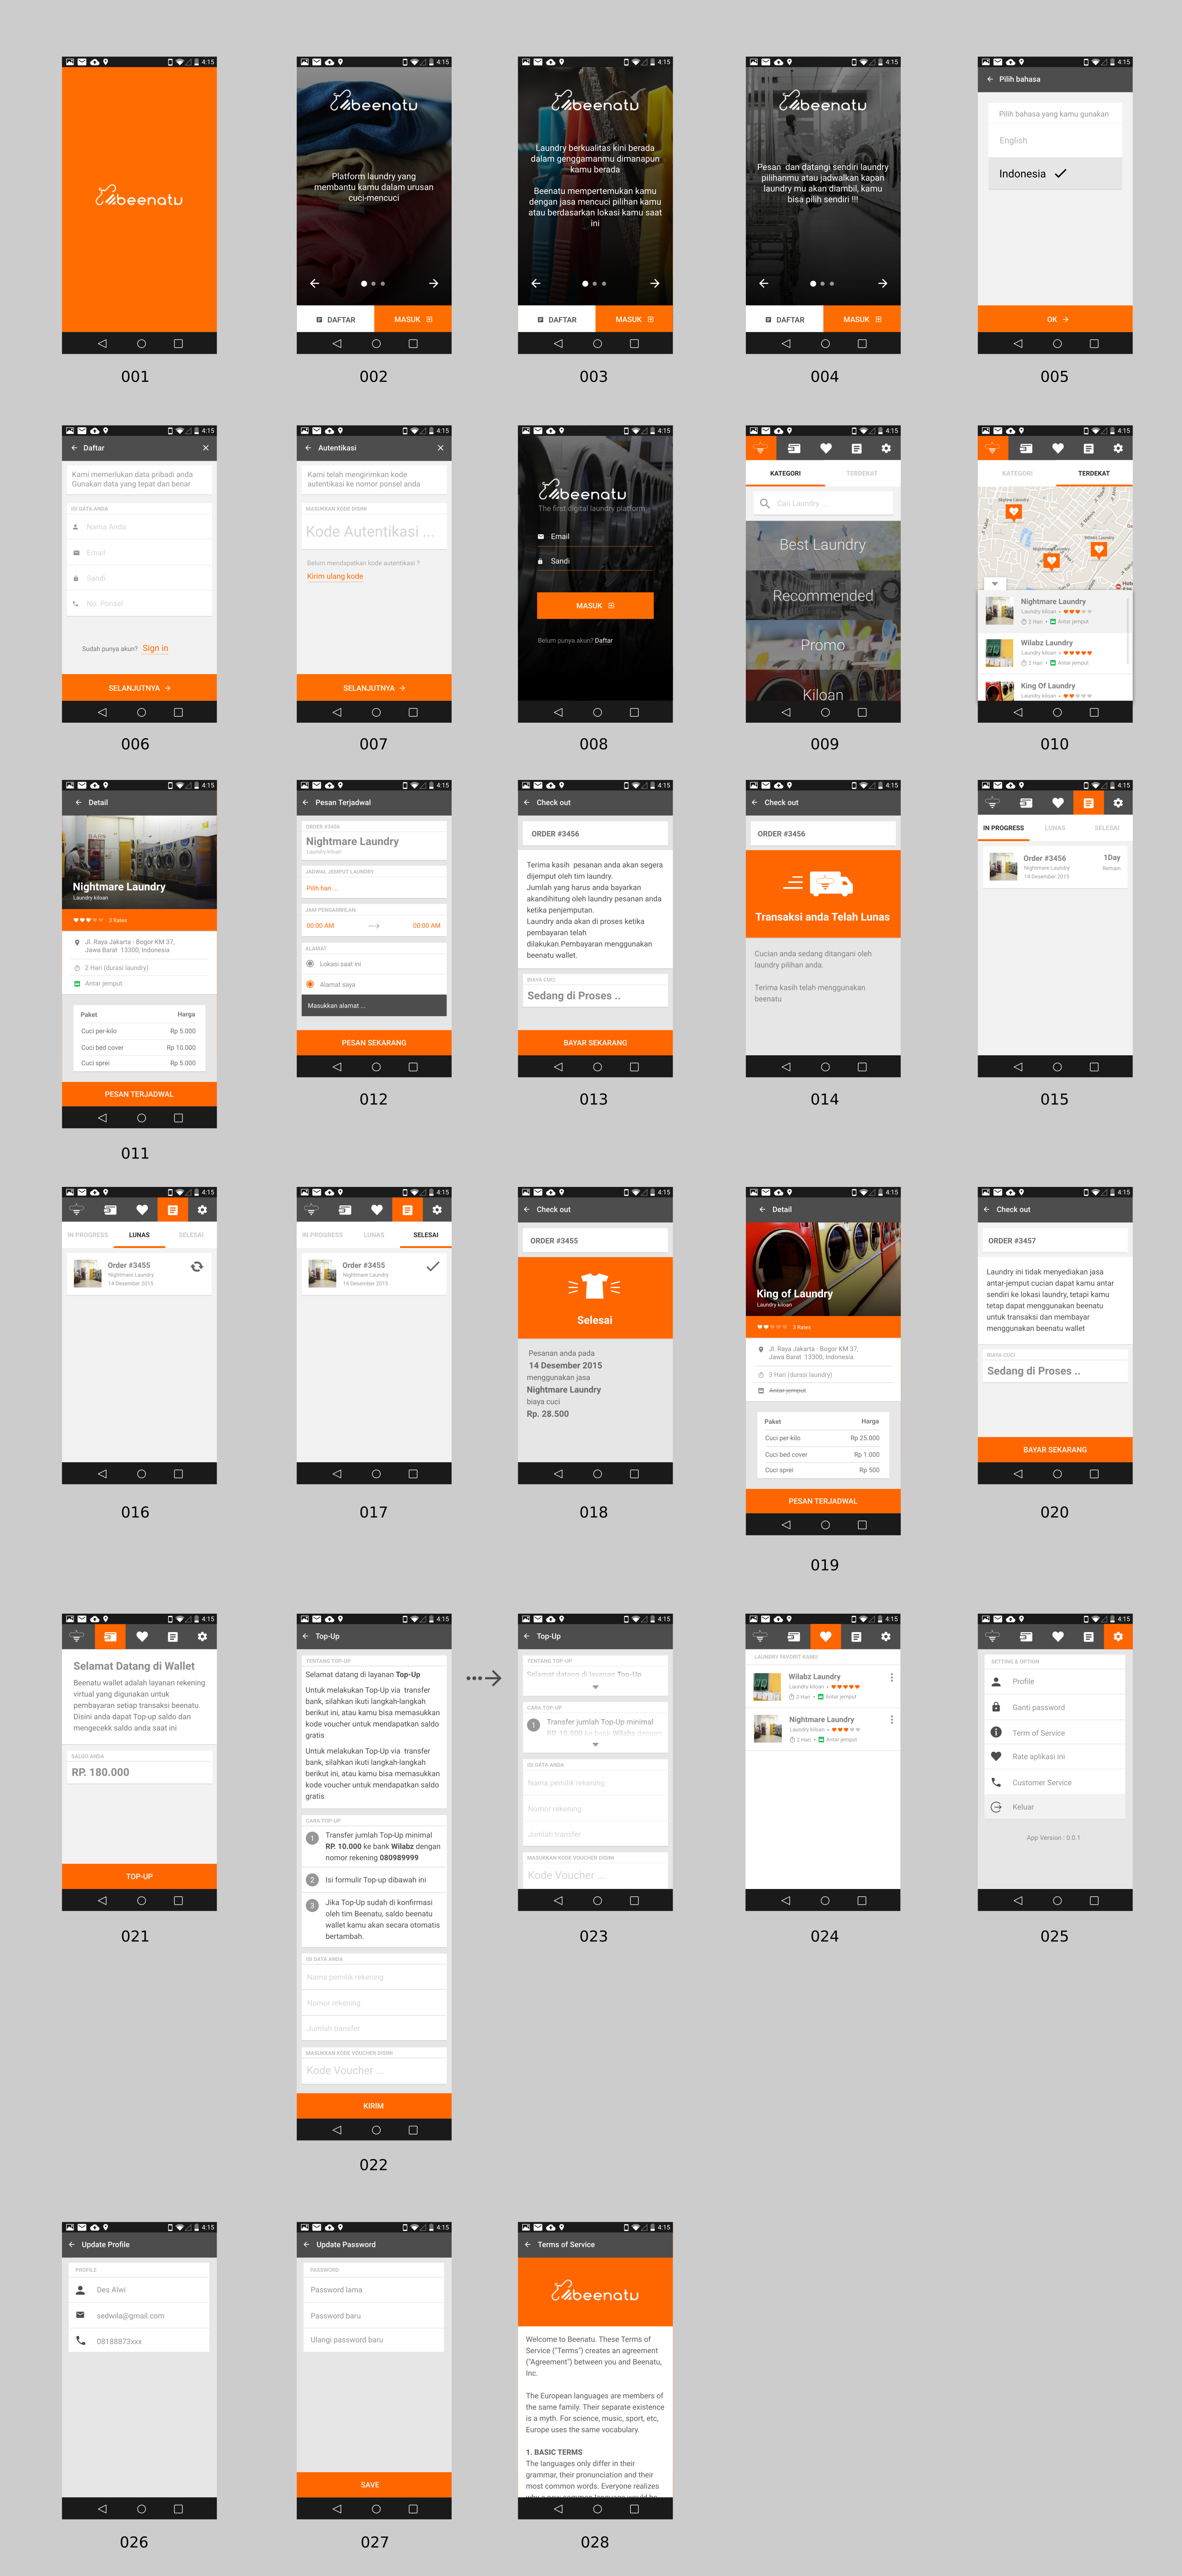 4:15
beenatu
001
4:15
beenatu
Platform laundry yang
membantu kamu dalam urusan
cuci-mencuci
DAFTAR
MASUK
002
4:15
beenatu
Laundry berkualitas kini berada
dalam genggamanmu dimanapun
kamu berada
Beenatu mempertemukan kamu
dengan jasa mencuci pilihan kamu
atau berdasarkan lokasi kamu saat
ini
DAFTAR
MASUK
003
4:15
beenatu
Pesan dan datangi sendiri laundry
pilihanmu atau jadwalkan kapan
laundry mu akan diambil, kamu
bisa pilih sendiri !!!
DAFTAR
MASUK
004
4:15
Pilih bahasa
Pilih bahasa yang kamu gunakan
English
Indonesia
OK
005
4:15
Daftar
Kami memerlukan data pribadi anda
Gunakan data yang tepat dan benar
ISI DATA ANDA
Nama Anda
Email
Sandi
No. Ponsel
Sudah punya akun? Sign in
SELANJUTNYA
006
4:15
Autentikasi
Kami telah mengirimkan kode
autentikasi ke nomor ponsel anda
MASUKKAN KODE DISINI
Kode Autentikasi ...
Belum mendapatkan kode autentikasi ?
Kirim ulang kode
SELANJUTNYA
007
4:15
beenatu
The first digital laundry platform
Email
Sandi
MASUK
Belum punya akun? Daftar
008
4:15
KATEGORI
TERDEKAT
Cari Laundry ...
Best Laundry
Recommended
Promo
Kiloan
009
4:15
KATEGORI
TERDEKAT
Nightmare Laundry
Laundry kiloan
2 Hari • Antar jemput
Wilabz Laundry
Laundry kiloan
2 Hari • Antar jemput
King Of Laundry
Laundry kiloan
010
4:15
Detail
Nightmare Laundry
Laundry kiloan
3 Rates
Jl. Raya Jakarta - Bogor KM 37,
Jawa Barat 13300, Indonesia
2 Hari (durasi laundry)
Antar jemput
Paket Harga
Cuci per-kilo Rp 5.000
Cuci bed cover Rp 10.000
Cuci sprei Rp 5.000
PESAN TERJADWAL
011
4:15
Pesan Terjadwal
ORDER #3456
Nightmare Laundry
Laundry kiloan
JADWAL JEMPUT LAUNDRY
Pilih hari ...
JAM PENGAMBILAN
00:00 AM 00:00 AM
ALAMAT
Lokasi saat ini
Alamat saya
Masukkan alamat ...
PESAN SEKARANG
012
4:15
Check out
ORDER #3456
Terima kasih pesanan anda akan segera
dijemput oleh tim laundry.
Jumlah yang harus anda bayarkan
akandihitung oleh laundry pesanan anda
ketika penjemputan.
Laundry anda akan di proses ketika
pembayaran telah
dilakukan.Pembayaran menggunakan
beenatu wallet.
BIAYA CUCI
Sedang di Proses ..
BAYAR SEKARANG
013
4:15
Check out
ORDER #3456
Transaksi anda Telah Lunas
Cucian anda sedang ditangani oleh
laundry pilihan anda.
Terima kasih telah menggunakan
beenatu
014
4:15
IN PROGRESS
LUNAS
SELESAI
Order #3456
Nightmare Laundry
14 Desember 2015
1Day
Remain
015
4:15
IN PROGRESS
LUNAS
SELESAI
Order #3455
Nightmare Laundry
14 Desember 2015
016
4:15
IN PROGRESS
LUNAS
SELESAI
Order #3455
Nightmare Laundry
14 Desember 2015
017
4:15
Check out
ORDER #3455
Selesai
Pesanan anda pada
14 Desember 2015
menggunakan jasa
Nightmare Laundry
biaya cuci
Rp. 28.500
018
4:15
Detail
King of Laundry
Laundry kiloan
3 Rates
Jl. Raya Jakarta - Bogor KM 37,
Jawa Barat 13300, Indonesia
3 Hari (durasi laundry)
Antar jemput
Paket Harga
Cuci per-kilo Rp 25.000
Cuci bed cover Rp 1.000
Cuci sprei Rp 500
PESAN TERJADWAL
019
4:15
Check out
ORDER #3457
Laundry ini tidak menyediakan jasa
antar-jemput cucian dapat kamu antar
sendiri ke lokasi laundry, tetapi kamu
tetap dapat menggunakan beenatu
untuk transaksi dan membayar
menggunakan beenatu wallet
BIAYA CUCI
Sedang di Proses ..
BAYAR SEKARANG
020
4:15
Selamat Datang di Wallet
Beenatu wallet adalah layanan rekening
virtual yang digunakan untuk
pembayaran setiap transaksi beenatu.
Disini anda dapat Top-up saldo dan
mengecekk saldo anda saat ini
SALDO ANDA
RP. 180.000
TOP-UP
021
4:15
Top-Up
TENTANG TOP-UP
Selamat datang di layanan Top-Up
Untuk melakukan Top-Up via transfer
bank, silahkan ikuti langkah-langkah
berikut ini, atau kamu bisa memasukkan
kode voucher untuk mendapatkan saldo
gratis
Untuk melakukan Top-Up via transfer
bank, silahkan ikuti langkah-langkah
berikut ini, atau kamu bisa memasukkan
kode voucher untuk mendapatkan saldo
gratis
CARA TOP-UP
1 Transfer jumlah Top-Up minimal
RP. 10.000 ke bank Wilabz dengan
nomor rekening 080989999
2 Isi formulir Top-up dibawah ini
3 Jika Top-Up sudah di konfirmasi
oleh tim Beenatu, saldo beenatu
wallet kamu akan secara otomatis
bertambah.
ISI DATA ANDA
Nama pemilik rekening
Nomor rekening
Jumlah transfer
MASUKKAN KODE VOUCHER DISINI
Kode Voucher ...
KIRIM
022
4:15
Top-Up
TENTANG TOP-UP
Selamat datang di layanan Top-Up
CARA TOP-UP
1 Transfer jumlah Top-Up minimal
RP. 10.000 ke bank Wilabz dengan
ISI DATA ANDA
Nama pemilik rekening
Nomor rekening
Jumlah transfer
MASUKKAN KODE VOUCHER DISINI
Kode Voucher ...
023
4:15
LAUNDRY FAVORIT KAMU
Wilabz Laundry
Laundry kiloan
2 Hari • Antar jemput
Nightmare Laundry
Laundry kiloan
2 Hari • Antar jemput
024
4:15
SETTING & OPTION
Profile
Ganti password
Term of Service
Rate aplikasi ini
Customer Service
Keluar
App Version : 0.0.1
025
4:15
Update Profile
PROFILE
Des Alwi
sedwila@gmail.com
08188873xxx
026
4:15
Update Password
PASSWORD
Password lama
Password baru
Ulangi password baru
SAVE
027
4:15
Terms of Service
beenatu
Welcome to Beenatu. These Terms of
Service ("Terms") creates an agreement
("Agreement") between you and Beenatu,
Inc.
The European languages are members of
the same family. Their separate existence
is a myth. For science, music, sport, etc,
Europe uses the same vocabulary.
1. BASIC TERMS
The languages only differ in their
grammar, their pronunciation and their
most common words. Everyone realizes
028